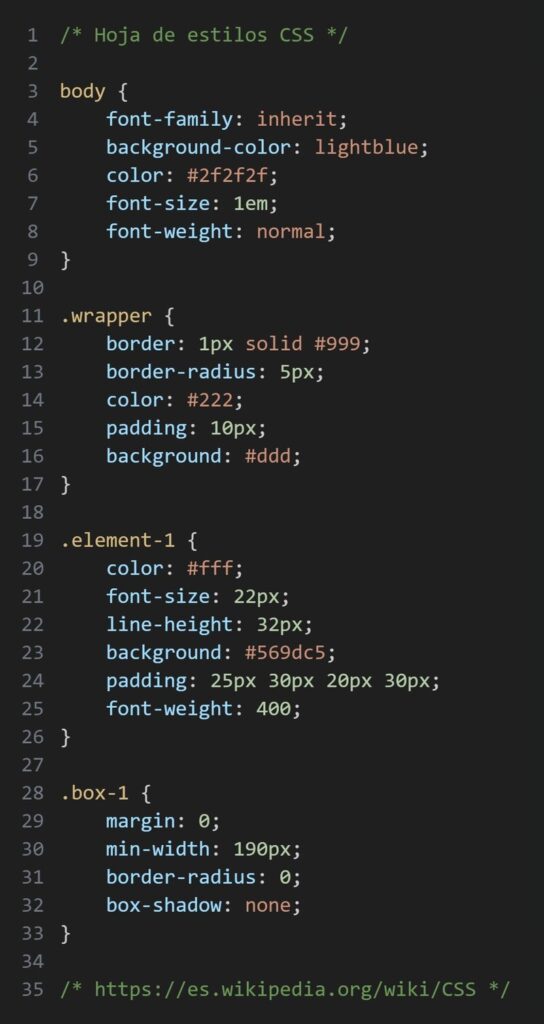 1 /* Hoja de estilos CSS */
2
3 body {
4     font-family: inherit;
5     background-color: lightblue;
6     color: #2f2f2f;
7     font-size: 1em;
8     font-weight: normal;
9 }
10
11 .wrapper {
12     border: 1px solid #999;
13     border-radius: 5px;
14     color: #222;
15     padding: 10px;
16     background: #ddd;
17 }
18
19 .element-1 {
20     color: #fff;
21     font-size: 22px;
22     line-height: 32px;
23     background: #569dc5;
24     padding: 25px 30px 20px 30px;
25     font-weight: 400;
26 }
27
28 .box-1 {
29     margin: 0;
30     min-width: 190px;
31     border-radius: 0;
32     box-shadow: none;
33 }
34
35 /* https://es.wikipedia.org/wiki/CSS */